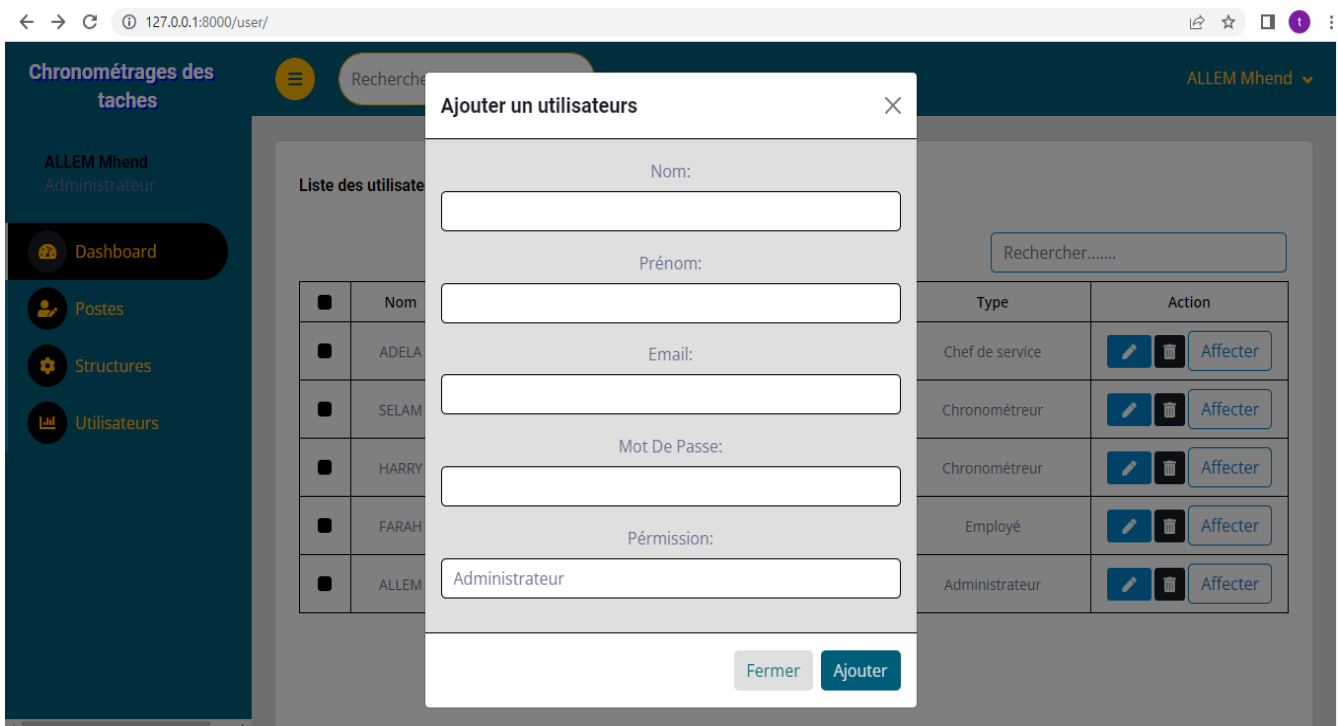 127.0.0.1:8000/user/
t
Chronométrages des
taches
Recherche
ALLEM Mhend
ALLEM Mhend
Administrateur
Dashboard
Postes
Structures
Utilisateurs
Liste des utilisate
Rechercher.......
Nom
Type
Action
ADELA
Chef de service
Affecter
SELAM
Chronométreur
Affecter
HARRY
Chronométreur
Affecter
FARAH
Employé
Affecter
ALLEM
Administrateur
Affecter
Ajouter un utilisateurs
Nom:
Prénom:
Email:
Mot De Passe:
Pérmission:
Administrateur
Fermer
Ajouter